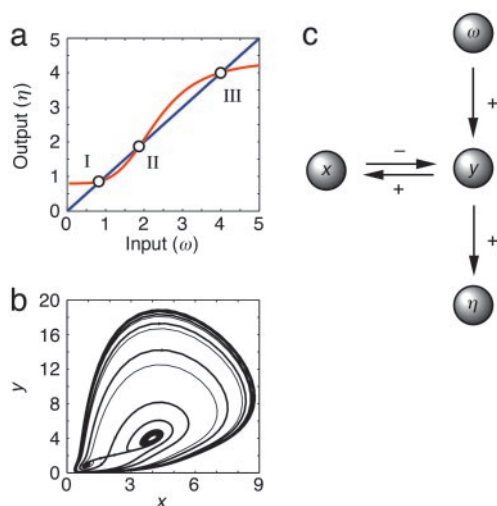 a
5
4
3
2
1
0
Output (η)
I
II
III
0 1 2 3 4 5
Input (ω)
b
20
16
12
8
4
0
y
0 3 6 9
x
c
ω
+
x
−
+
y
+
η